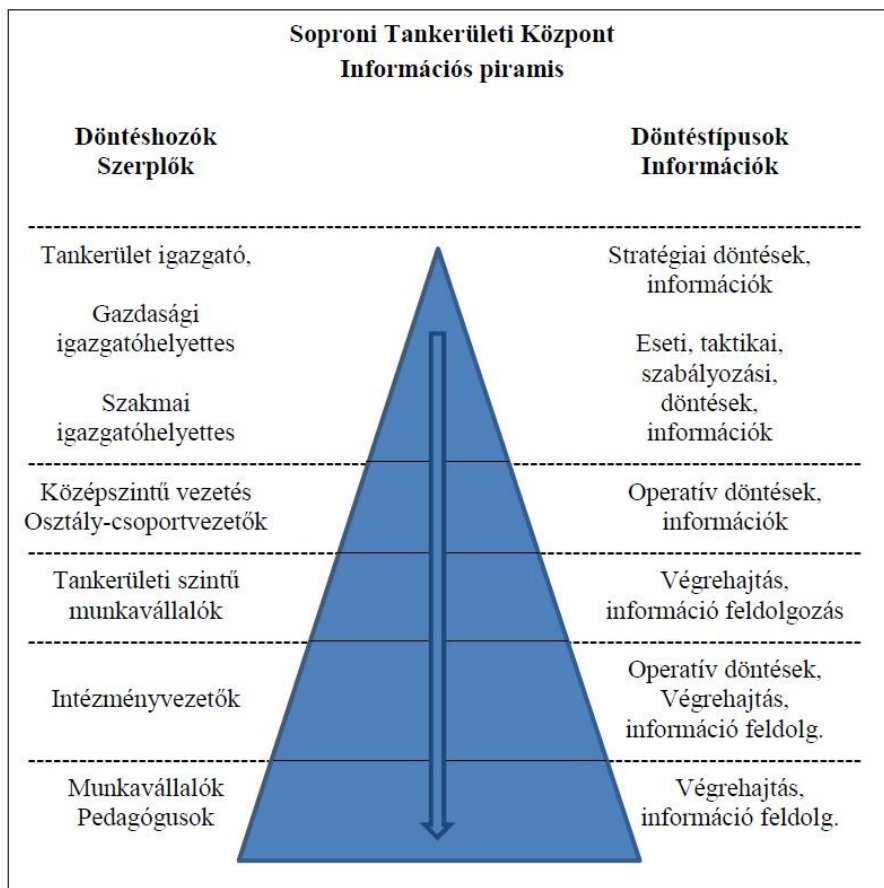 Soproni Tankerületi Központ
Információs piramis
Döntéshozók
Szerplők
Döntéstípusok
Információk
Tankerület igazgató,
Gazdasági
igazgatóhelyettes
Szakmai
igazgatóhelyettes
Stratégiai döntések,
információk
Eseti, taktikai,
szabályozási,
döntések,
információk
Középszintű vezetés
Osztály-csoportvezetők
Operatív döntések,
információk
Tankerületi szintű
munkavállalók
Végrehajtás,
információ feldolgozás
Intézményvezetők
Operatív döntések,
Végrehajtás,
információ feldolg.
Munkavállalók
Pedagógusok
Végrehajtás,
információ feldolg.